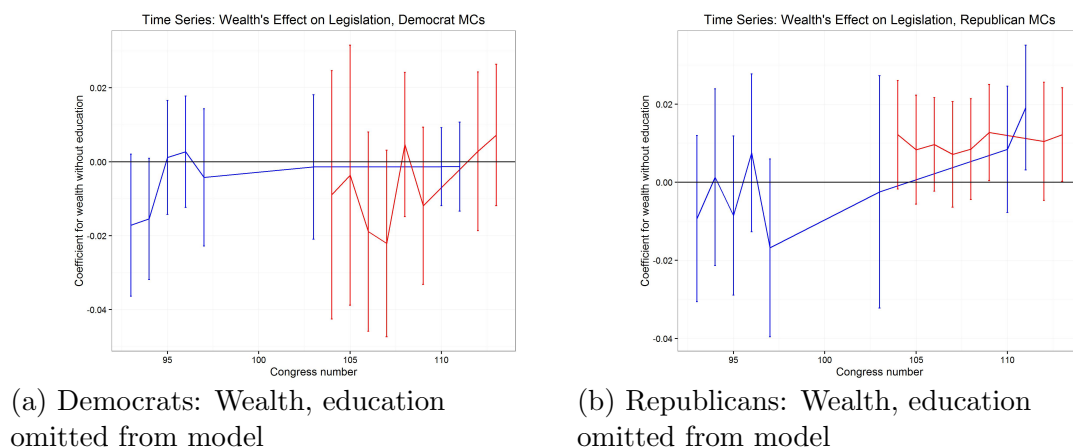 Time Series: Wealth's Effect on Legislation, Democrat MCs
Coefficient for wealth without education
0.02
0.00
-0.02
-0.04
95
100
105
110
Congress number
(a) Democrats: Wealth, education
omitted from model
Time Series: Wealth's Effect on Legislation, Republican MCs
Coefficient for wealth without education
0.02
0.00
-0.02
-0.04
95
100
105
110
Congress number
(b) Republicans: Wealth, education
omitted from model